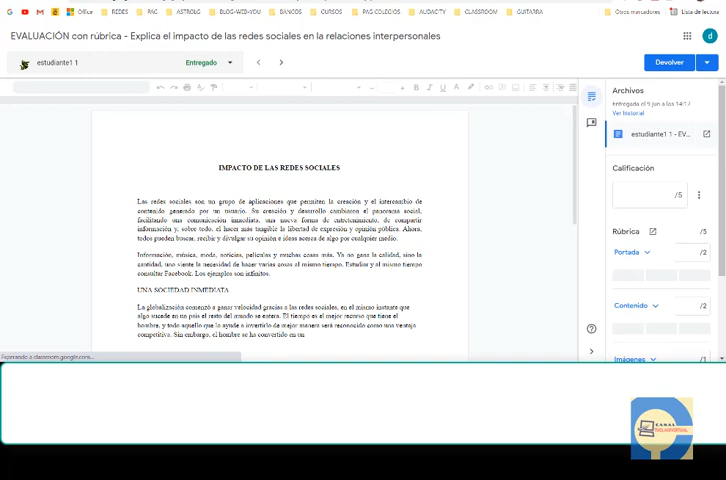 Office
REDES
PAG
ASTROLG
BLOG-WEB-YOU
BANCOS
CURSOS
PAG COLEGIOS
AUDACITY
CLASSROOM
GUITARRA
Otros marcadores
Lista de lectura
EVALUACIÓN con rúbrica - Explica el impacto de las redes sociales en la relaciones interpersonales
d
estudiante1 1
Entregado
Devolver
Archivos
Entregada el 9 jun a las 14:17
Ver historial
estudiante1 1 - EV...
Calificación
/5
Rúbrica
/5
Portada
/2
Contenido
/2
Imágenes
/1
IMPACTO DE LAS REDES SOCIALES
Las redes sociales son un grupo de aplicaciones que permiten la creación y el intercambio de
contenido generado por un usuario. Su creación y desarrollo cambiaron el panorama social,
facilitando una comunicación inmediata, una nueva forma de entretenimiento, de compartir
información y, sobre todo, el hacer más tangible la libertad de expresión y opinión pública. Ahora,
todos pueden buscar, recibir y divulgar su opinión e ideas acerca de algo por cualquier medio.
Información, música, moda, noticias, películas y muchas cosas más. Ya no gana la calidad, sino la
cantidad, uno siente la necesidad de hacer varias cosas al mismo tiempo. Estudiar y al mismo tiempo
consultar Facebook. Los ejemplos son infinitos.
UNA SOCIEDAD INMEDIATA
La globalización comenzó a ganar velocidad gracias a las redes sociales, en el mismo instante que
algo sucede en un país el resto del mundo se entera. El tiempo es el mejor recurso que tiene el
hombre, y todo aquello que lo ayude a invertirlo de mejor manera será reconocido como una ventaja
competitiva. Sin embargo, el hombre se ha convertido en un
Esperando a classroom.google.com...
CANAL
TUCLASVIRTUAL